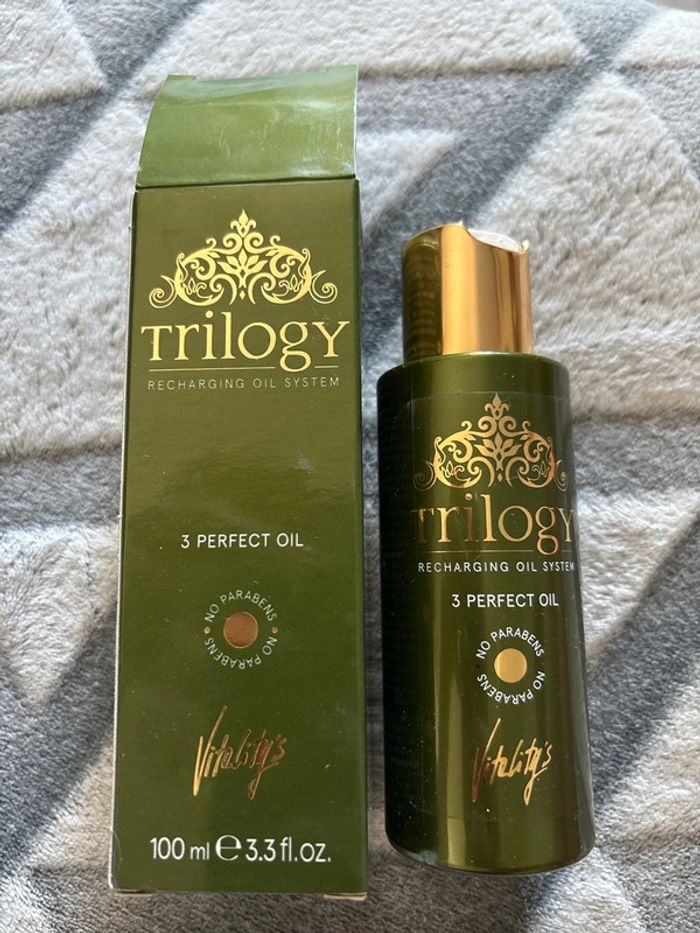 Trilogy
RECHARGING OIL SYSTEM
3 PERFECT OIL
NO PARABENS • NO PARABENS •
Vitality's
100 ml ℮ 3.3 fl.oz.
Trilogy
RECHARGING OIL SYSTEM
3 PERFECT OIL
NO PARABENS • NO PARABENS •
Vitality's